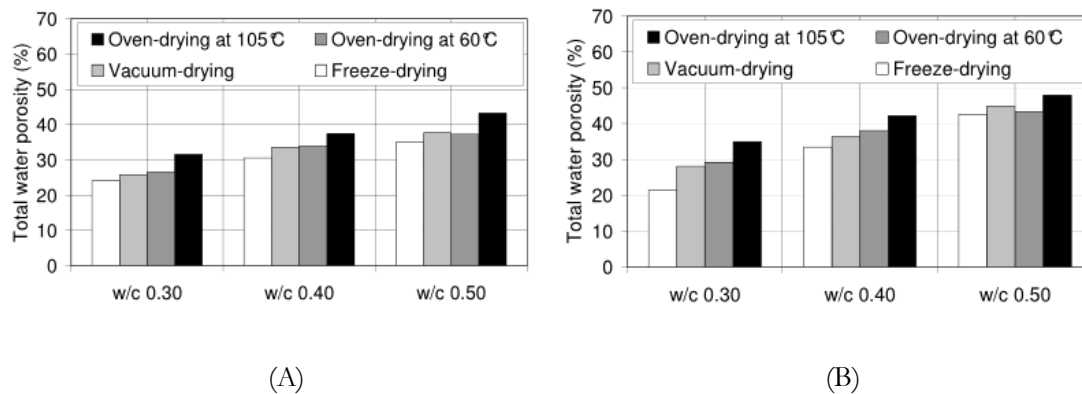 Total water porosity (%)
70
60
50
40
30
20
10
0
Oven-drying at 105°C Oven-drying at 60°C
Vacuum-drying Freeze-drying
w/c 0.30 w/c 0.40 w/c 0.50
(A)
Total water porosity (%)
70
60
50
40
30
20
10
0
Oven-drying at 105°C Oven-drying at 60°C
Vacuum-drying Freeze-drying
w/c 0.30 w/c 0.40 w/c 0.50
(B)